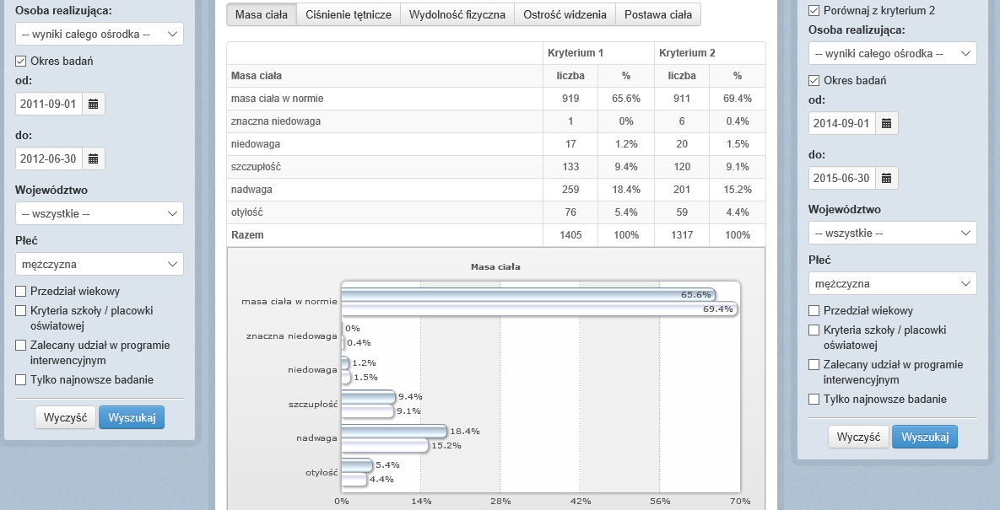 Osoba realizująca:
-- wyniki całego ośrodka --
Okres badań
od:
2011-09-01
do:
2012-06-30
Województwo
-- wszystkie --
Płeć
mężczyzna
Przedział wiekowy
Kryteria szkoły / placówki
oświatowej
Zalecany udział w programie
interwencyjnym
Tylko najnowsze badanie
Wyczyść Wyszukaj
Masa ciała Ciśnienie tętnicze Wydolność fizyczna Ostrość widzenia Postawa ciała
Kryterium 1 Kryterium 2
Masa ciała liczba % liczba %
masa ciała w normie 919 65.6% 911 69.4%
znaczna niedowaga 1 0% 6 0.4%
niedowaga 17 1.2% 20 1.5%
szczupłość 133 9.4% 120 9.1%
nadwaga 259 18.4% 201 15.2%
otyłość 76 5.4% 59 4.4%
Razem 1405 100% 1317 100%
Masa ciała
masa ciała w normie 65.6%
69.4%
znaczna niedowaga 0%
0.4%
niedowaga 1.2%
1.5%
szczupłość 9.4%
9.1%
nadwaga 18.4%
15.2%
otyłość 5.4%
4.4%
0% 14% 28% 42% 56% 70%
Porównaj z kryterium 2
Osoba realizująca:
-- wyniki całego ośrodka --
Okres badań
od:
2014-09-01
do:
2015-06-30
Województwo
-- wszystkie --
Płeć
mężczyzna
Przedział wiekowy
Kryteria szkoły / placówki
oświatowej
Zalecany udział w programie
interwencyjnym
Tylko najnowsze badanie
Wyczyść Wyszukaj